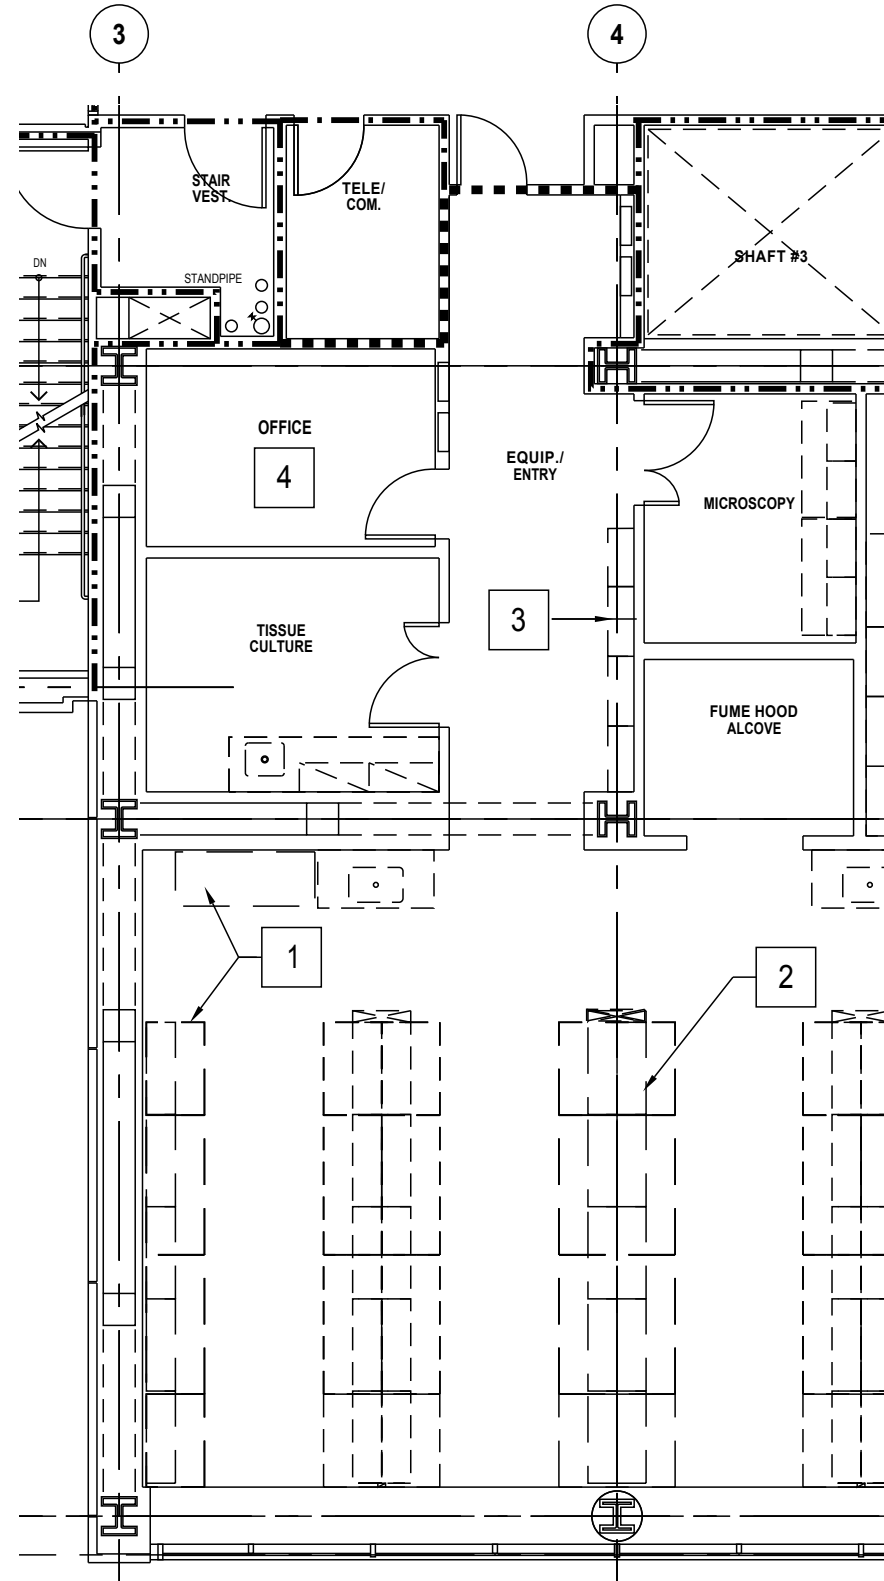 3
4
STAIR
VEST.
TELE/
COM.
DN
SHAFT #3
STANDPIPE
OFFICE
4
EQUIP./
ENTRY
MICROSCOPY
3
TISSUE
CULTURE
FUME HOOD
ALCOVE
1
2